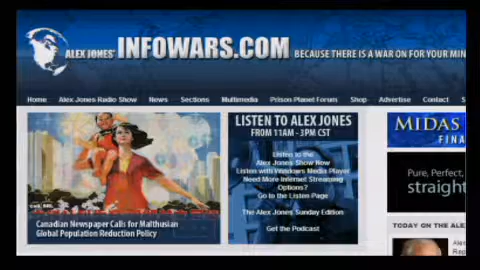 ALEX JONES' INFOWARS.COM BECAUSE THERE IS A WAR ON FOR YOUR MIN
Home Alex Jones Radio Show News Sections Multimedia Prison Planet Forum Shop Advertise Contact S
LISTEN TO ALEX JONES
FROM 11AM - 3PM CST
Listen to the
Alex Jones Show Now
Listen with Windows Media Player
Need More Internet Streaming
Options?
Go to the Listen Page
The Alex Jones Sunday Edition
Get the Podcast
Canadian Newspaper Calls for Malthusian
Global Population Reduction Policy
MIDAS
FINA
Pure, Perfect,
straight
TODAY ON THE ALE
Alex
Rep